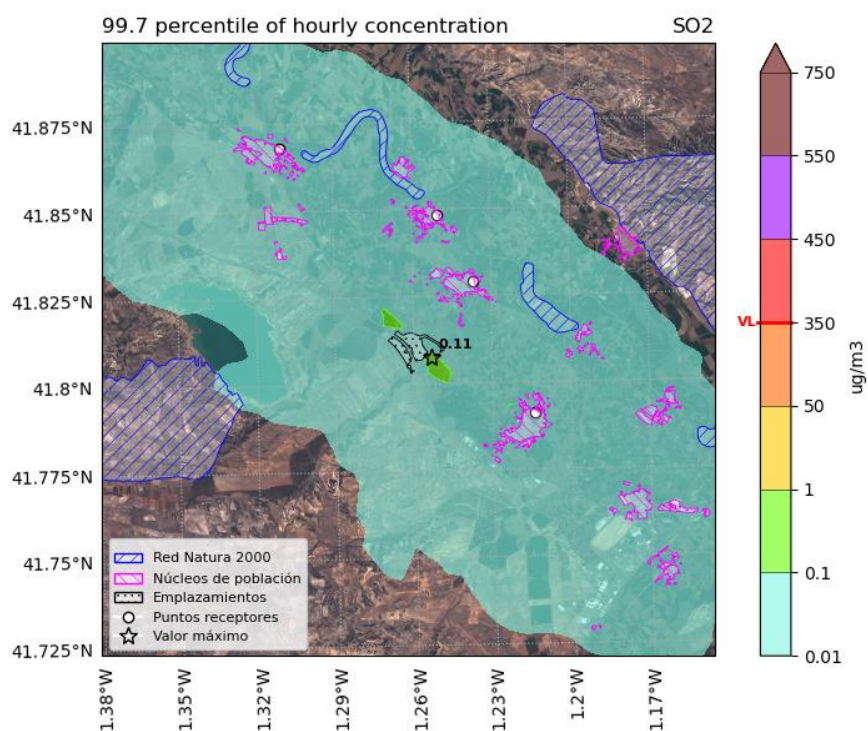 99.7 percentile of hourly concentration SO2
41.875°N
41.85°N
41.825°N
41.8°N
41.775°N
41.75°N
41.725°N
0.11
Red Natura 2000
Núcleos de población
Emplazamientos
Puntos receptores
Valor máximo
1.38°W
1.35°W
1.32°W
1.29°W
1.26°W
1.23°W
1.2°W
1.17°W
750
550
450
VL 350
50
1
0.1
0.01
ug/m3